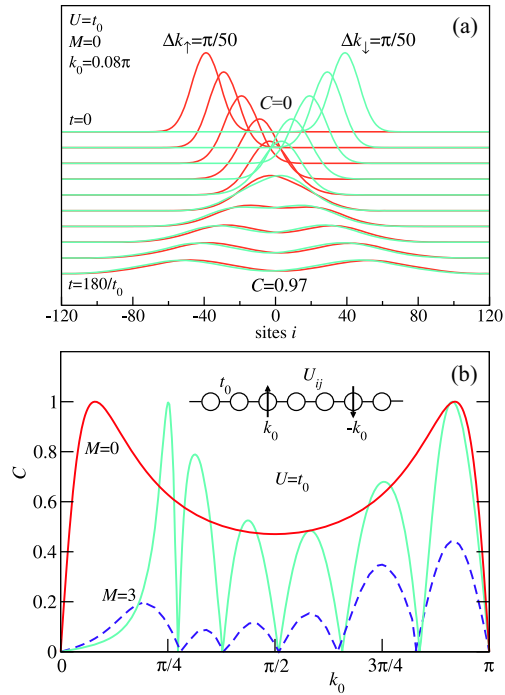 U=t₀
M=0
k₀=0.08π
Δk↑=π/50
Δk↓=π/50
(a)
C=0
t=0
t=180/t₀
C=0.97
-120 -80 -40 0 40 80 120
sites i
(b)
U_ij
t₀
k₀
-k₀
M=0
U=t₀
M=3
C
1
0.8
0.6
0.4
0.2
0
0 π/4 π/2 3π/4 π
k₀